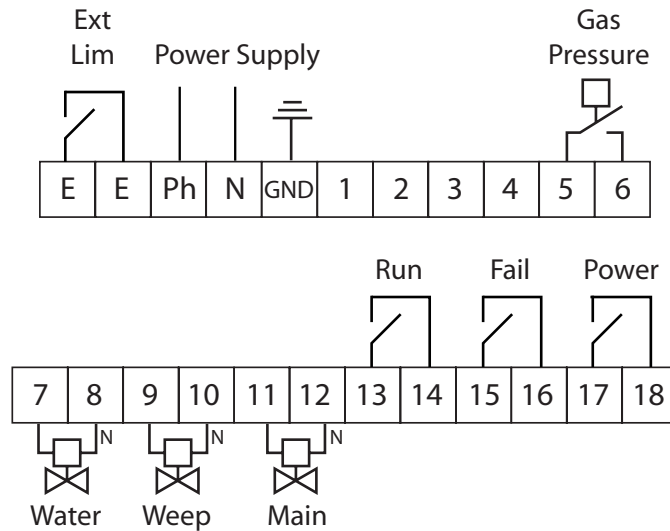 Ext
Lim
Power Supply
Gas
Pressure
E E Ph N GND 1 2 3 4 5 6
Run Fail Power
7 8 9 10 11 12 13 14 15 16 17 18
N N N
Water Weep Main